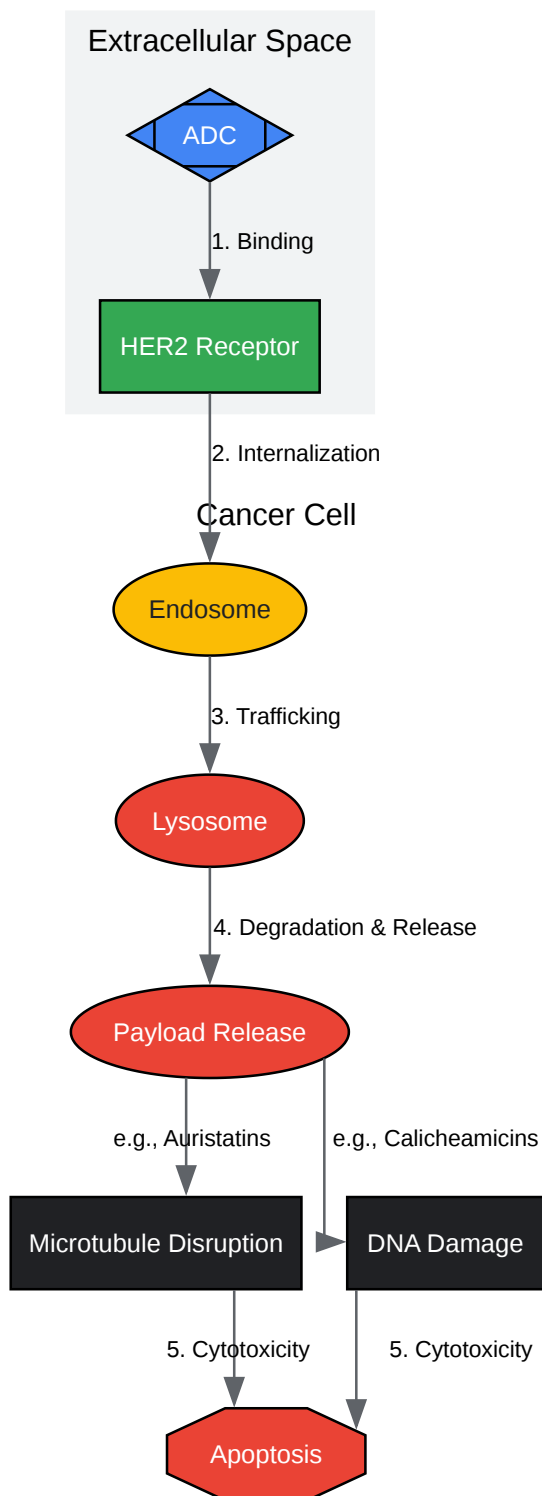 Extracellular Space
ADC
1. Binding
HER2 Receptor
2. Internalization
Cancer Cell
Endosome
3. Trafficking
Lysosome
4. Degradation & Release
Payload Release
e.g., Auristatins
e.g., Calicheamicins
Microtubule Disruption
DNA Damage
5. Cytotoxicity
5. Cytotoxicity
Apoptosis